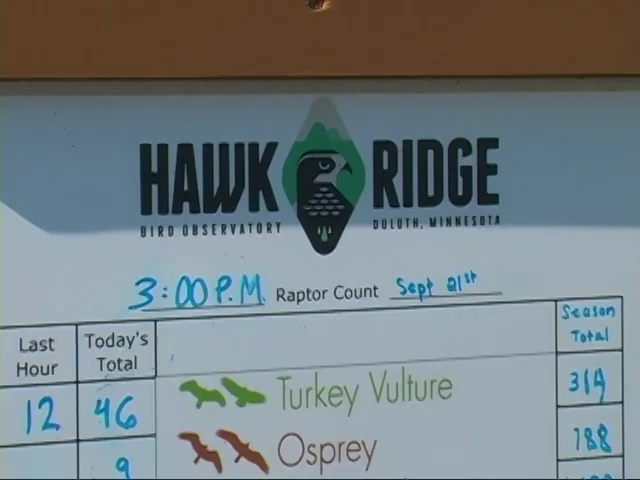 HAWK RIDGE
BIRD OBSERVATORY DULUTH, MINNESOTA
3:00 P.M. Raptor Count Sept 21st
Last Hour Today's Total Season Total
12 46 Turkey Vulture 314
9 Osprey 188